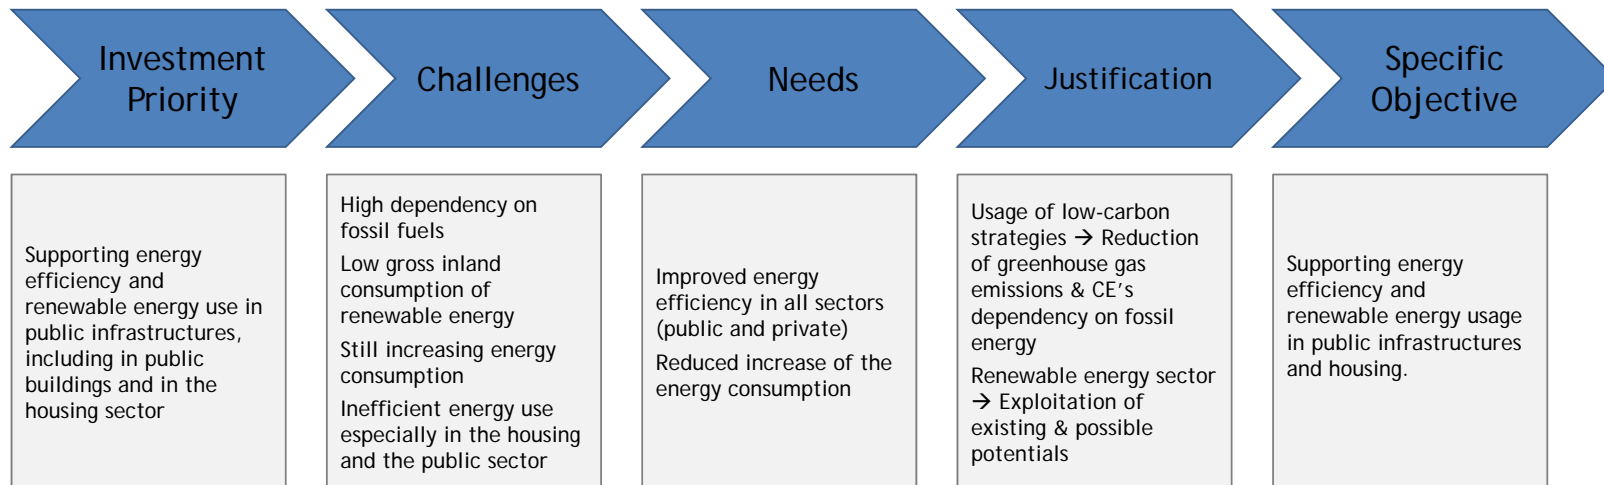 Investment
Priority
Challenges
Needs
Justification
Specific
Objective
Supporting energy
efficiency and
renewable energy use in
public infrastructures,
including in public
buildings and in the
housing sector
High dependency on
fossil fuels
Low gross inland
consumption of
renewable energy
Still increasing energy
consumption
Inefficient energy use
especially in the housing
and the public sector
Improved energy
efficiency in all sectors
(public and private)
Reduced increase of the
energy consumption
Usage of low-carbon
strategies → Reduction
of greenhouse gas
emissions & CE's
dependency on fossil
energy
Renewable energy sector
→ Exploitation of
existing & possible
potentials
Supporting energy
efficiency and
renewable energy usage
in public infrastructures
and housing.